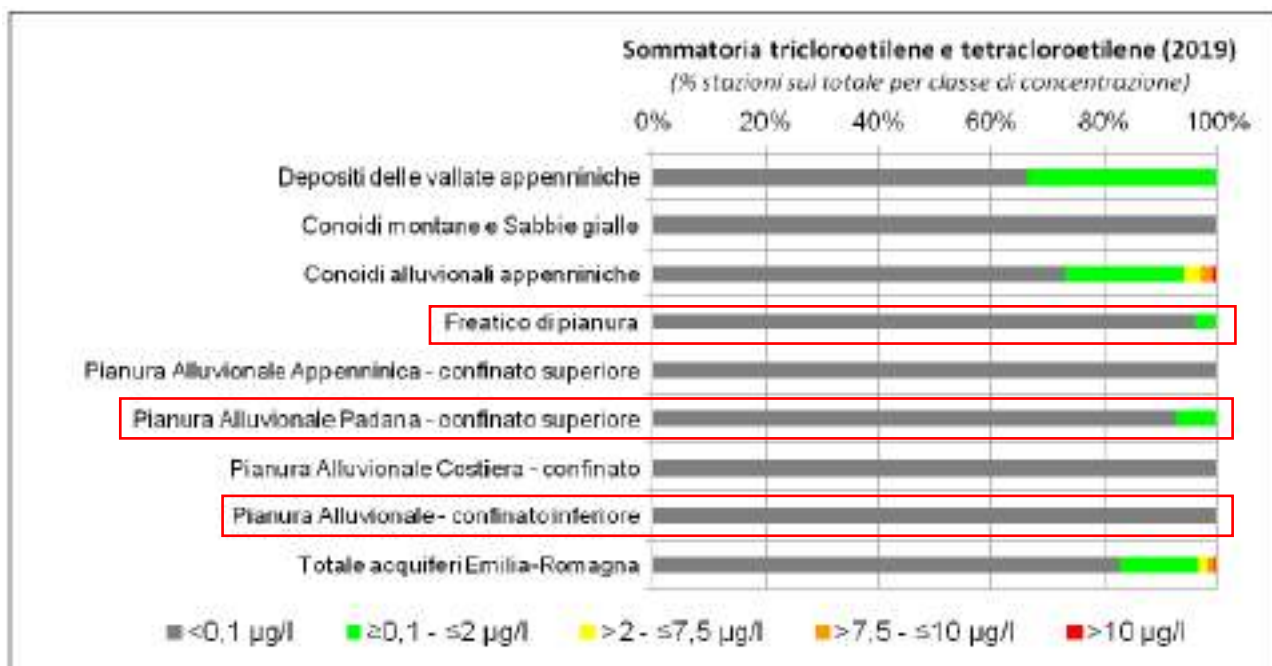 Sommatoria tricloroetilene e tetracloroetilene (2019)
(% stazioni sul totale per classe di concentrazione)
0% 20% 40% 60% 80% 100%
Depositi delle vallate appenniniche
Conoidi montane e Sabbie gialle
Conoidi alluvionali appenniniche
Freatico di pianura
Pianura Alluvionale Appenninica - confinato superiore
Pianura Alluvionale Padana - confinato superiore
Pianura Alluvionale Costiera - confinato
Pianura Alluvionale - confinato inferiore
Totale acquiferi Emilia-Romagna
<0,1 µg/l ≥0,1 - ≤2 µg/l >2 - ≤7,5 µg/l >7,5 - ≤10 µg/l >10 µg/l